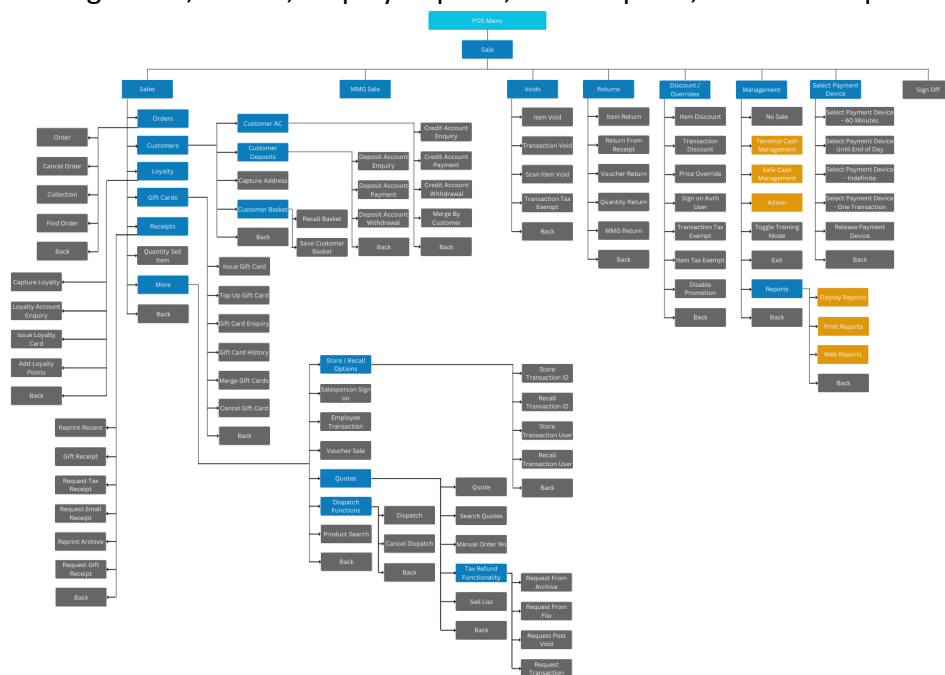 POS Menu
Sale
Sales
MMG Sale
Voids
Returns
Discount /
Overrides
Management
Select Payment
Device
Sign Off
Orders
Customers
Loyalty
Gift Cards
Receipts
Quantity Sell
Item
More
Back
Order
Cancel Order
Collection
Find Order
Back
Capture Loyalty
Loyalty Account
Enquiry
Issue Loyalty
Card
Add Loyalty
Points
Back
Reprint Recent
Gift Receipt
Request Tax
Receipt
Request Email
Receipt
Reprint Archive
Request Gift
Receipt
Back
Customer AC
Customer
Deposits
Capture Address
Customer Basket
Back
Recall Basket
Save Customer
Basket
Deposit Account
Enquiry
Deposit Account
Payment
Deposit Account
Withdrawal
Back
Credit Account
Enquiry
Credit Account
Payment
Credit Account
Withdrawal
Merge By
Customer
Back
Issue Gift Card
Top Up Gift Card
Gift Card Enquiry
Gift Card History
Merge Gift Cards
Cancel Gift Card
Back
Store / Recall
Options
Salesperson Sign
on
Employee
Transaction
Voucher Sale
Quotes
Dispatch
Functions
Product Search
Back
Dispatch
Cancel Dispatch
Back
Quote
Search Quotes
Manual Order No
Tax Refund
Functionality
Sell List
Back
Store
Transaction ID
Recall
Transaction ID
Store
Transaction User
Recall
Transaction User
Back
Request From
Archive
Request From
File
Request Post
Void
Request
Transaction
Item Void
Transaction Void
Scan Item Void
Transaction Tax
Exempt
Back
Item Return
Return From
Receipt
Voucher Return
Quantity Return
MMG Return
Back
Item Discount
Transaction
Discount
Price Override
Sign on Auth
User
Transaction Tax
Exempt
Item Tax Exempt
Disable
Promotion
Back
No Sale
Terminal Cash
Management
Safe Cash
Management
Admin
Toggle Training
Mode
Exit
Reports
Back
Display Reports
Print Reports
Web Reports
Back
Select Payment
Device -
60 Minutes
Select Payment
Device
Until End of Day
Select Payment
Device
- Indefinite
Select Payment
Device -
One Transaction
Release Payment
Device
Back